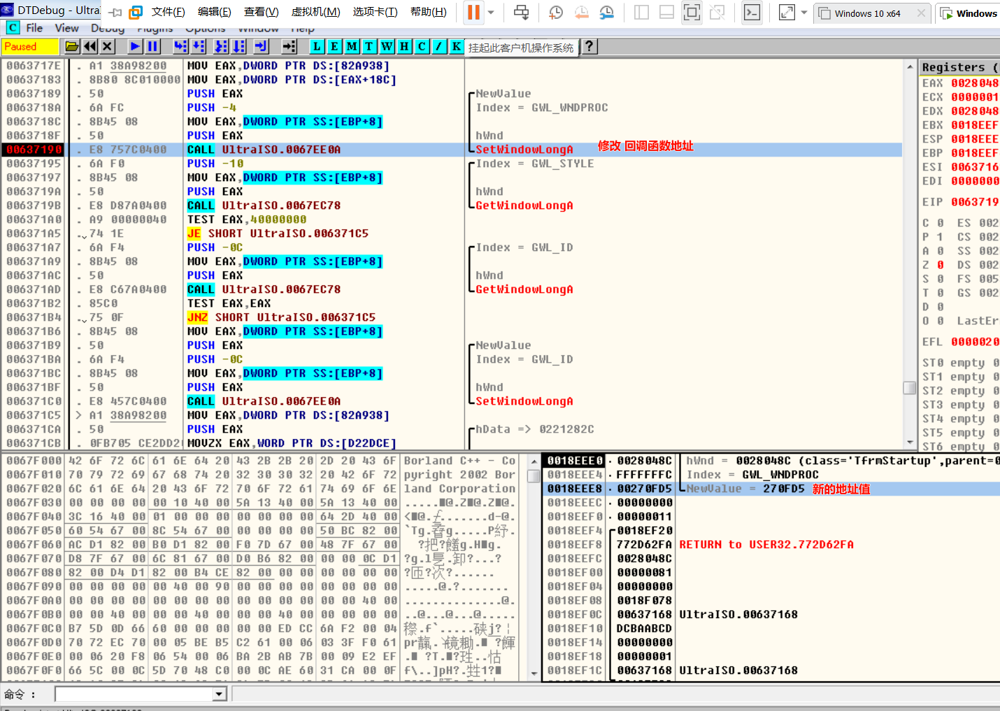 DTDebug - Ultra
文件(F) 编辑(E) 查看(V) 虚拟机(M) 选项卡(T) 帮助(H)
Windows 10 x64
Windows
C File View Debug Plugins Options Window Help
Paused
L E M T W H C / K
挂起此客户机操作系统
?
0063717E . A1 38A98200 MOV EAX,DWORD PTR DS:[82A938]
00637183 . 8B80 8C010000 MOV EAX,DWORD PTR DS:[EAX+18C]
00637189 . 50 PUSH EAX NewValue
0063718A . 6A FC PUSH -4 Index = GWL_WNDPROC
0063718C . 8B45 08 MOV EAX,DWORD PTR SS:[EBP+8]
0063718F . 50 PUSH EAX hWnd
00637190 . E8 757C0400 CALL UltraISO.0067EE0A SetWindowLongA 修改 回调函数地址
00637195 . 6A F0 PUSH -10 Index = GWL_STYLE
00637197 . 8B45 08 MOV EAX,DWORD PTR SS:[EBP+8]
0063719A . 50 PUSH EAX hWnd
0063719B . E8 D87A0400 CALL UltraISO.0067EC78 GetWindowLongA
006371A0 . A9 00000040 TEST EAX,40000000
006371A5 . 74 1E JE SHORT UltraISO.006371C5
006371A7 . 6A F4 PUSH -0C Index = GWL_ID
006371A9 . 8B45 08 MOV EAX,DWORD PTR SS:[EBP+8]
006371AC . 50 PUSH EAX hWnd
006371AD . E8 C67A0400 CALL UltraISO.0067EC78 GetWindowLongA
006371B2 . 85C0 TEST EAX,EAX
006371B4 . 75 0F JNZ SHORT UltraISO.006371C5
006371B6 . 8B45 08 MOV EAX,DWORD PTR SS:[EBP+8]
006371B9 . 50 PUSH EAX NewValue
006371BA . 6A F4 PUSH -0C Index = GWL_ID
006371BC . 8B45 08 MOV EAX,DWORD PTR SS:[EBP+8]
006371BF . 50 PUSH EAX hWnd
006371C0 . E8 457C0400 CALL UltraISO.0067EE0A SetWindowLongA
006371C5 > A1 38A98200 MOV EAX,DWORD PTR DS:[82A938]
006371CA . 50 PUSH EAX hData => 0221282C
006371CB . 0FB705 CE2DD2 MOVZX EAX,WORD PTR DS:[D22DCE]
Registers (
EAX 0028048
ECX 0000001
EDX 0028048
EBX 0018EEF
ESP 0018EEE
EBP 0018EEF
ESI 0063716
EDI 0000000
EIP 0063719
C 0 ES 002
P 1 CS 002
A 0 SS 002
Z 0 DS 002
S 0 FS 005
T 0 GS 002
D 0
O 0 LastErr
EFL 0000020
ST0 empty 0
ST1 empty 0
ST2 empty 0
ST3 empty 0
ST4 empty 0
ST5 empty 0
ST6 empty 0
0067F000 42 6F 72 6C 61 6E 64 20 43 2B 2B 20 2D 20 43 6F Borland C++ - Co
0067F010 70 79 72 69 67 68 74 20 32 30 30 32 20 42 6F 72 pyright 2002 Bor
0067F020 6C 61 6E 64 20 43 6F 72 70 6F 72 61 74 69 6F 6E land Corporation
0067F030 00 00 00 00 00 10 40 00 5A 13 40 00 5A 13 40 00
0067F040 3C 16 40 00 01 00 00 00 00 00 00 00 64 2D 40 00
0067F050 60 54 67 00 8C 54 67 00 00 00 00 00 50 BC 82 00
0067F060 AC D1 82 00 B0 D1 82 00 F0 7D 67 00 48 7F 67 00
0067F070 D8 7F 67 00 6C 81 67 00 D0 B6 82 00 00 00 0C D1
0067F080 82 00 D4 D1 82 00 B4 CE 82 00 00 00 00 00 00 00
0067F090 00 00 00 00 00 40 00 90 00 00 00 00 00 00 00 00 .....@.?.......
0067F0A0 00 00 00 00 00 00 00 00 00 00 00 00 00 00 40 00 ..............@.
0067F0B0 00 00 40 00 00 00 40 00 00 00 40 00 00 00 00 00 ..@...@...@.....
0067F0C0 B7 5D 0D 66 60 00 00 00 00 00 ED CC 6A F2 00 04
0067F0D0 70 72 EC 70 00 05 BE B5 C2 61 00 06 03 3F F0 61
0067F0E0 00 06 20 F8 06 54 00 06 BA 2B AB 7B 00 09 E2 EF
0067F0F0 66 5C 00 0C 5D 70 48 C0 00 0C AE 60 31 CA 00 0F
0018EEE0 0028048C hWnd = 0028048C (class='TfrmStartup',parent=0
0018EEE4 FFFFFFFC Index = GWL_WNDPROC
0018EEE8 00270FD5 NewValue = 270FD5 新的地址值
0018EEEC 00000000
0018EEF0 00000011
0018EEF4 0018EF20
0018EEF8 772D62FA RETURN to USER32.772D62FA
0018EEFC 0028048C
0018EF00 00000081
0018EF04 00000000
0018EF08 0018F078
0018EF0C 00637168 UltraISO.00637168
0018EF10 DCBAABCD
0018EF14 00000000
0018EF18 00000001
0018EF1C 00637168 UltraISO.00637168
命令 :